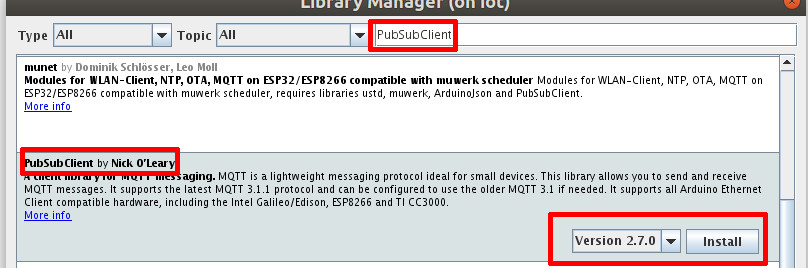 Library Manager (on iot)
Type All Topic All PubSubClient
munet by Dominik Schlösser, Leo Moll
Modules for WLAN-Client, NTP, OTA, MQTT on ESP32/ESP8266 compatible with muwerk scheduler Modules for WLAN-Client, NTP, OTA, MQTT on
ESP32/ESP8266 compatible with muwerk scheduler, requires libraries ustd, muwerk, ArduinoJson and PubSubClient.
More info
PubSubClient by Nick O'Leary
A client library for MQTT messaging. MQTT is a lightweight messaging protocol ideal for small devices. This library allows you to send and receive
MQTT messages. It supports the latest MQTT 3.1.1 protocol and can be configured to use the older MQTT 3.1 if needed. It supports all Arduino Ethernet
Client compatible hardware, including the Intel Galileo/Edison, ESP8266 and TI CC3000.
More info
Version 2.7.0 Install